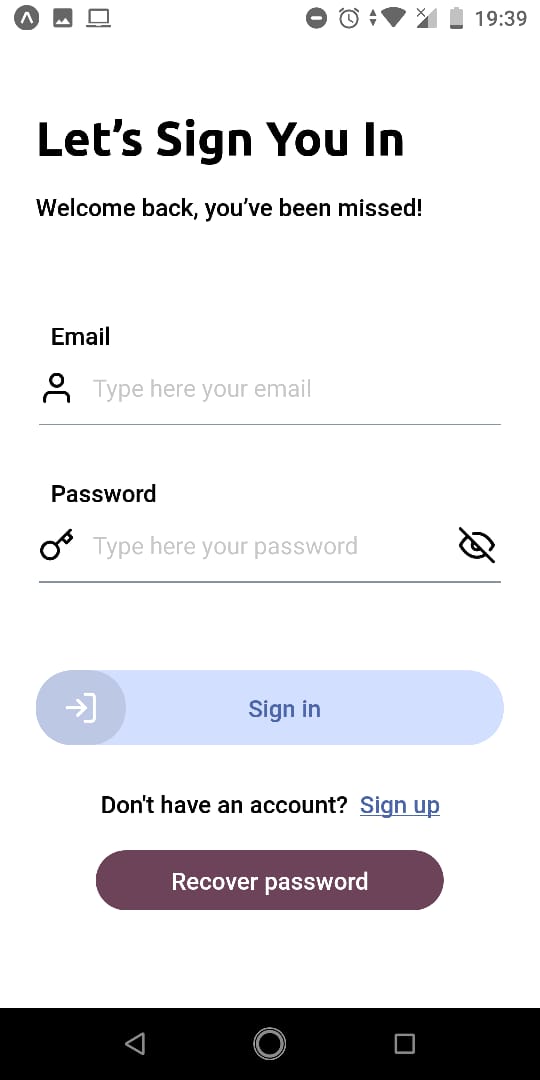 19:39
Let’s Sign You In
Welcome back, you’ve been missed!
Email
Type here your email
Password
Type here your password
Sign in
Don't have an account? Sign up
Recover password